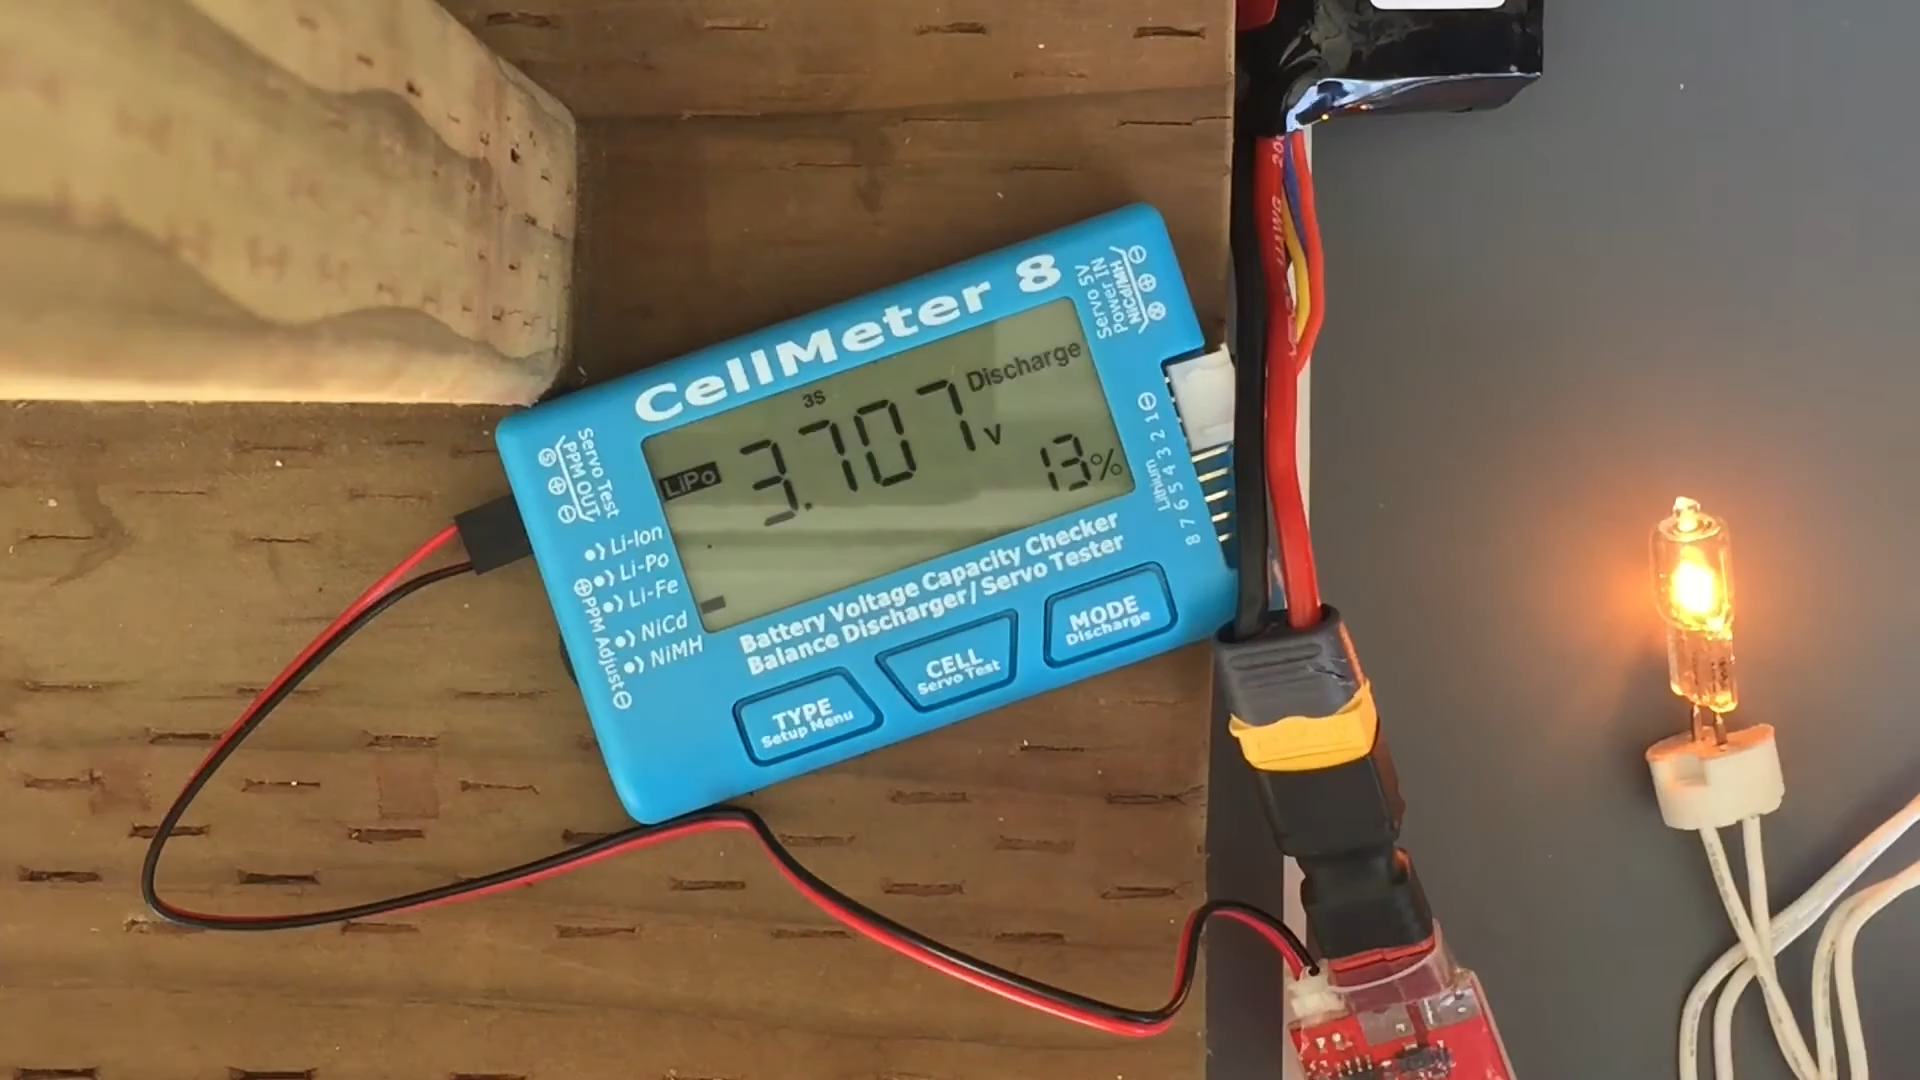 CellMeter 8
Servo 5V
Power IN
NiCd/MH
3S
Discharge
LiPo
3.707v
13%
Servo Test
PPM OUT
Li-Ion
Li-Po
Li-Fe
NiCd
NiMH
PPM Adjust
Lithium
8 7 6 5 4 3 2 1
Battery Voltage Capacity Checker
Balance Discharger/Servo Tester
TYPE
Setup Menu
CELL
Servo Test
MODE
Discharge